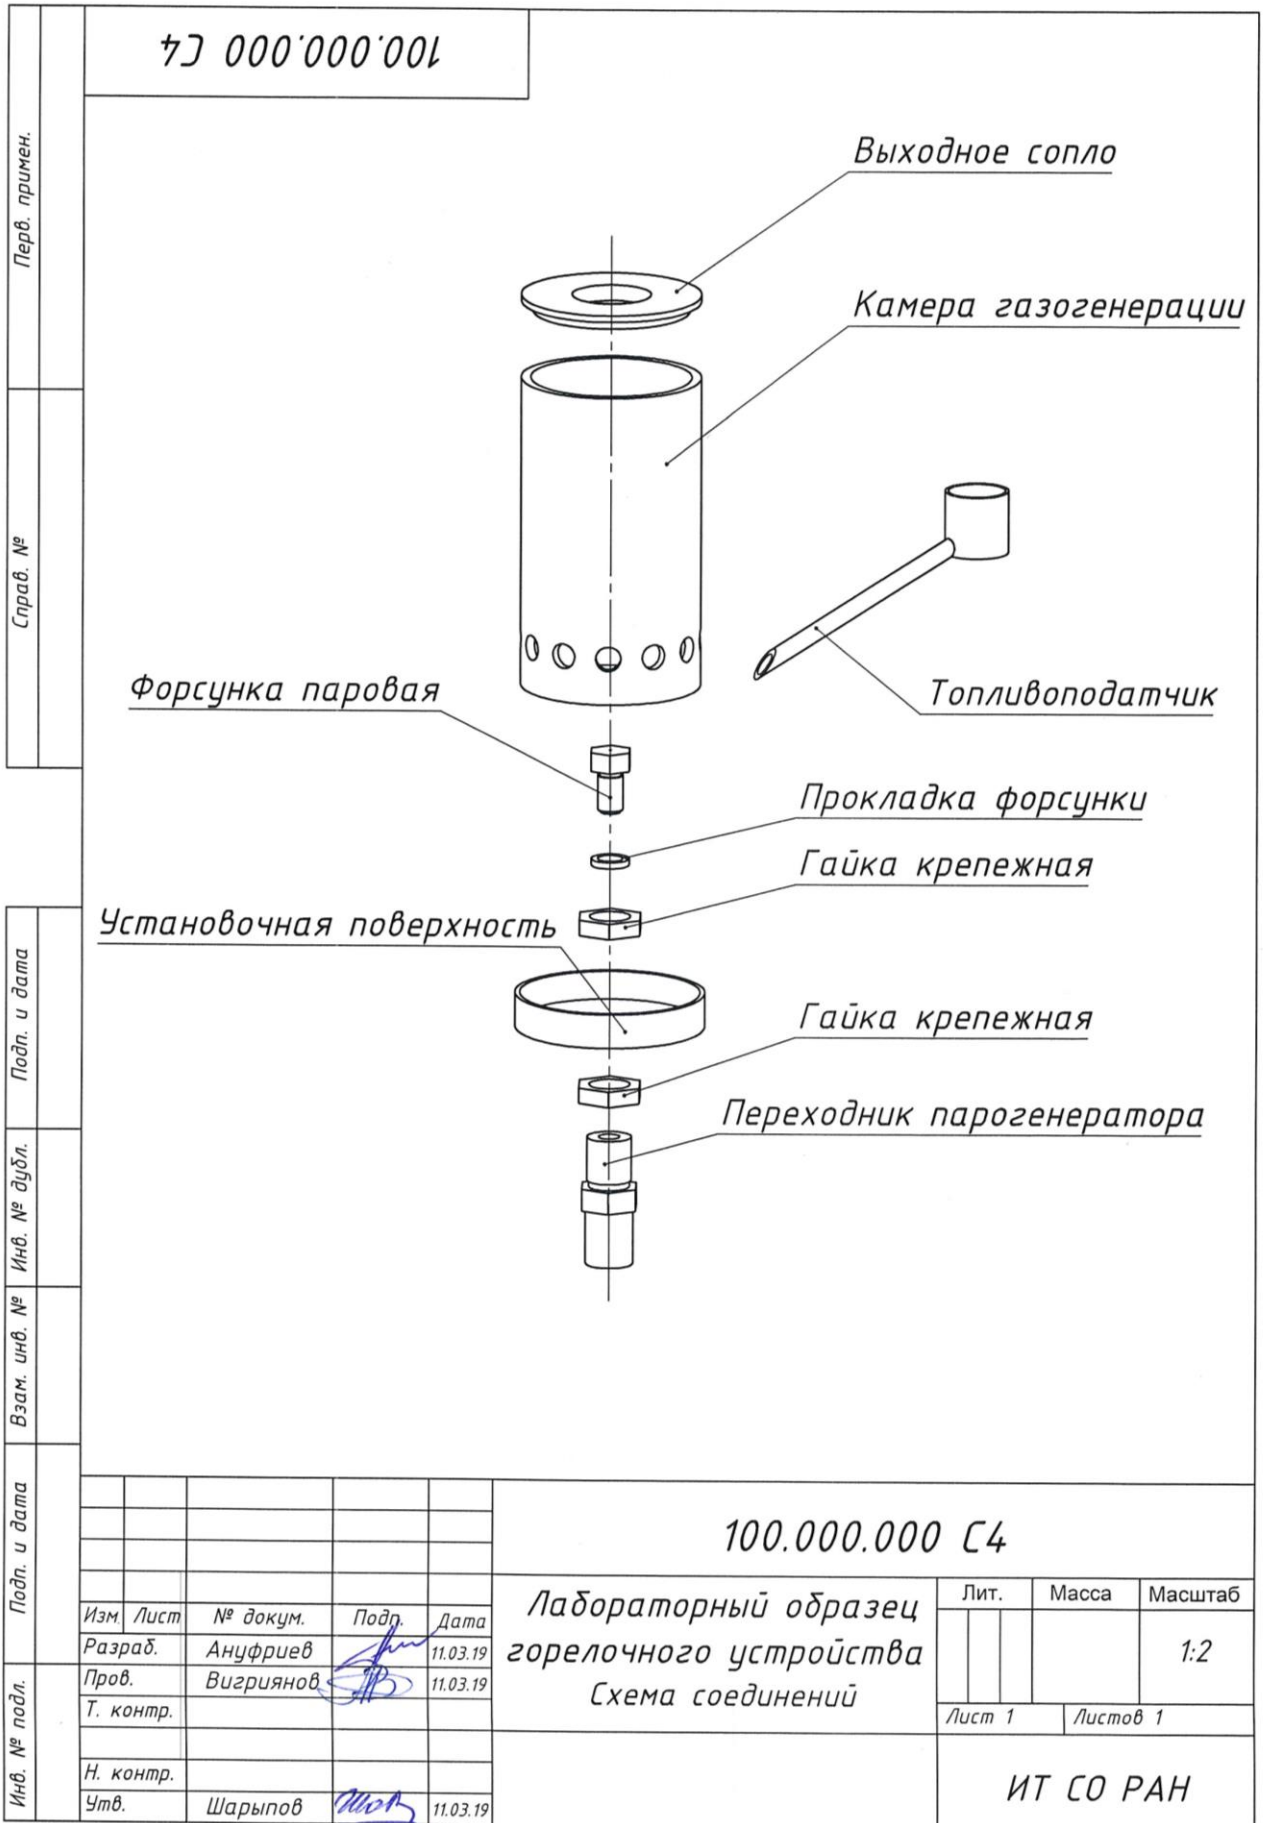 100.000.000 С4
Перв. примен.
Справ. №
Подп. и дата
Инв. № дубл.
Взам. инв. №
Подп. и дата
Инв. № подл.
Выходное сопло
Камера газогенерации
Топливоподатчик
Форсунка паровая
Прокладка форсунки
Гайка крепежная
Установочная поверхность
Гайка крепежная
Переходник парогенератора
100.000.000 С4
Изм Лист № докум. Подп. Дата
Разраб. Ануфриев 11.03.19
Пров. Вигриянов 11.03.19
Т. контр.
Н. контр.
Утв. Шарыпов 11.03.19
Лабораторный образец
горелочного устройства
Схема соединений
Лит. Масса Масштаб
1:2
Лист 1 Листов 1
ИТ СО РАН